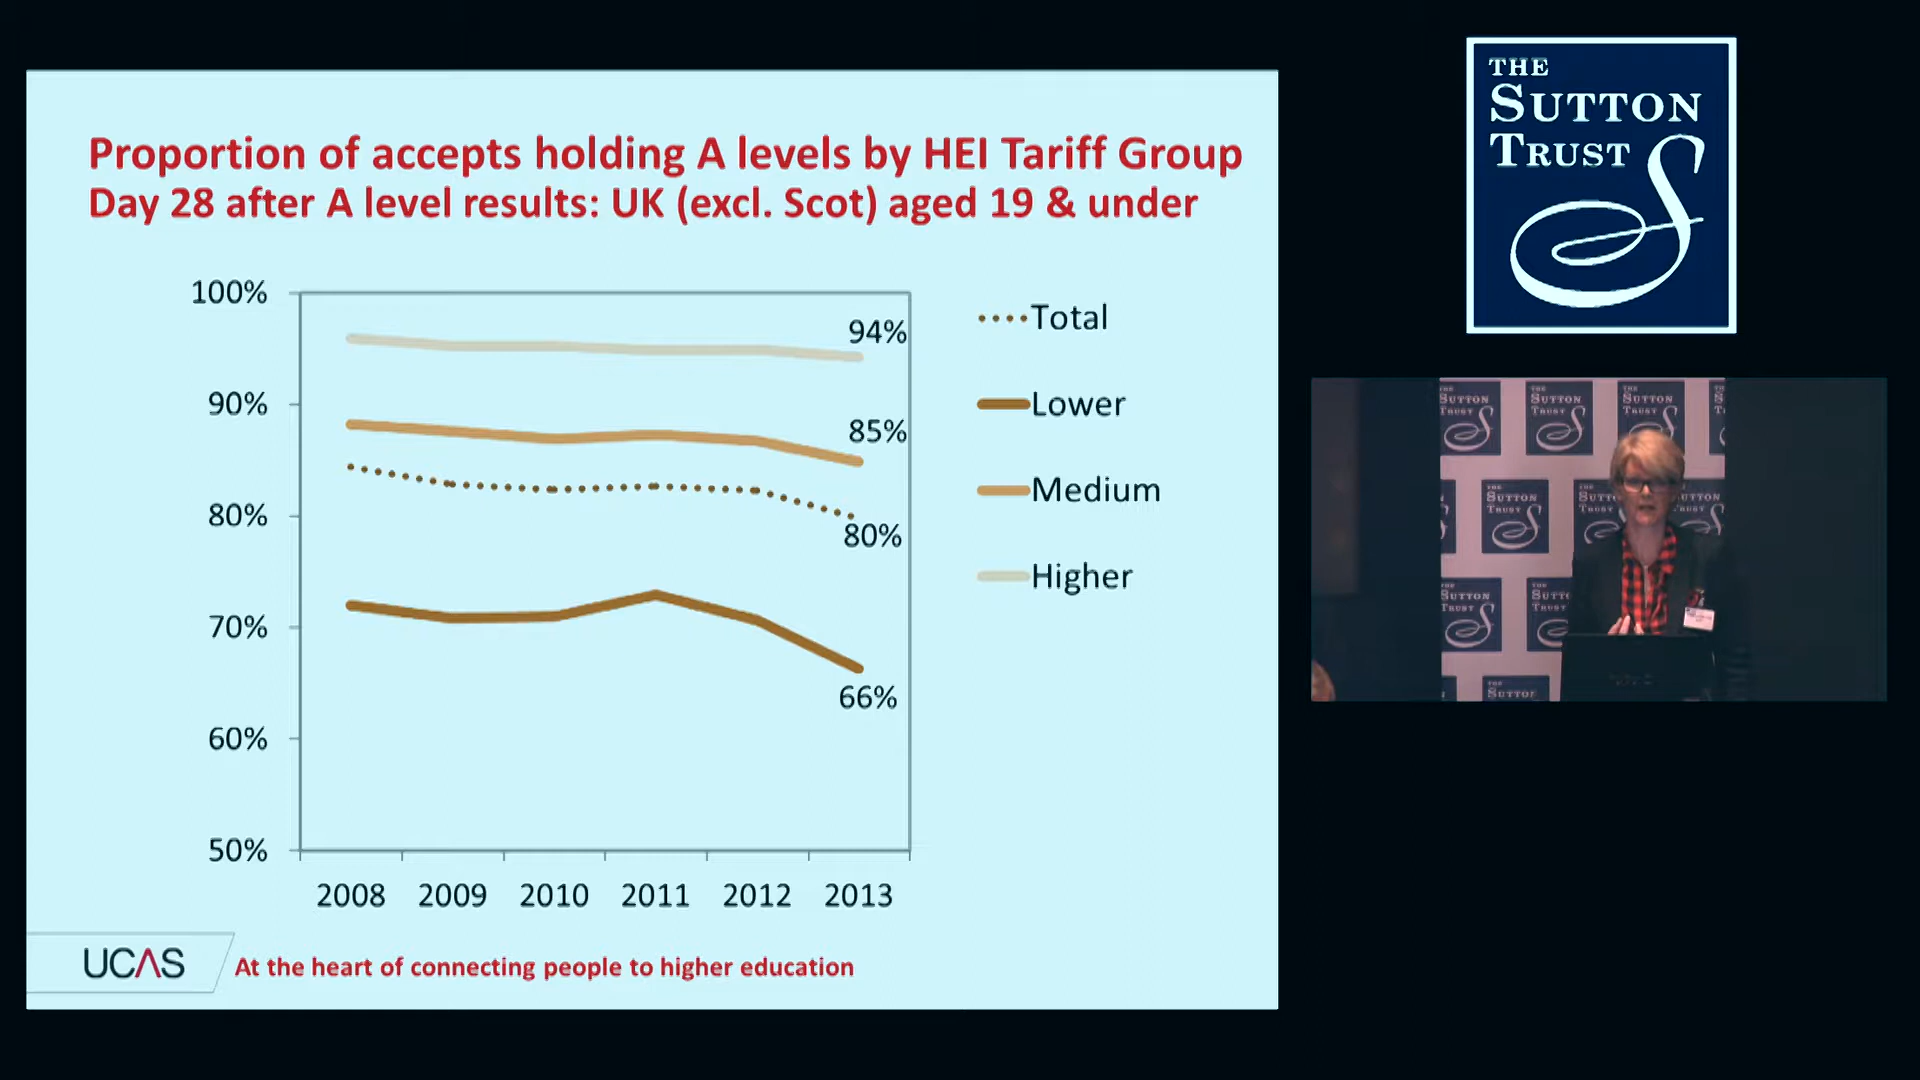 Proportion of accepts holding A levels by HEI Tariff Group
Day 28 after A level results: UK (excl. Scot) aged 19 & under
100%
90%
80%
70%
60%
50%
94%
85%
80%
66%
2008 2009 2010 2011 2012 2013
Total
Lower
Medium
Higher
UCAS
At the heart of connecting people to higher education
THE
SUTTON
TRUST